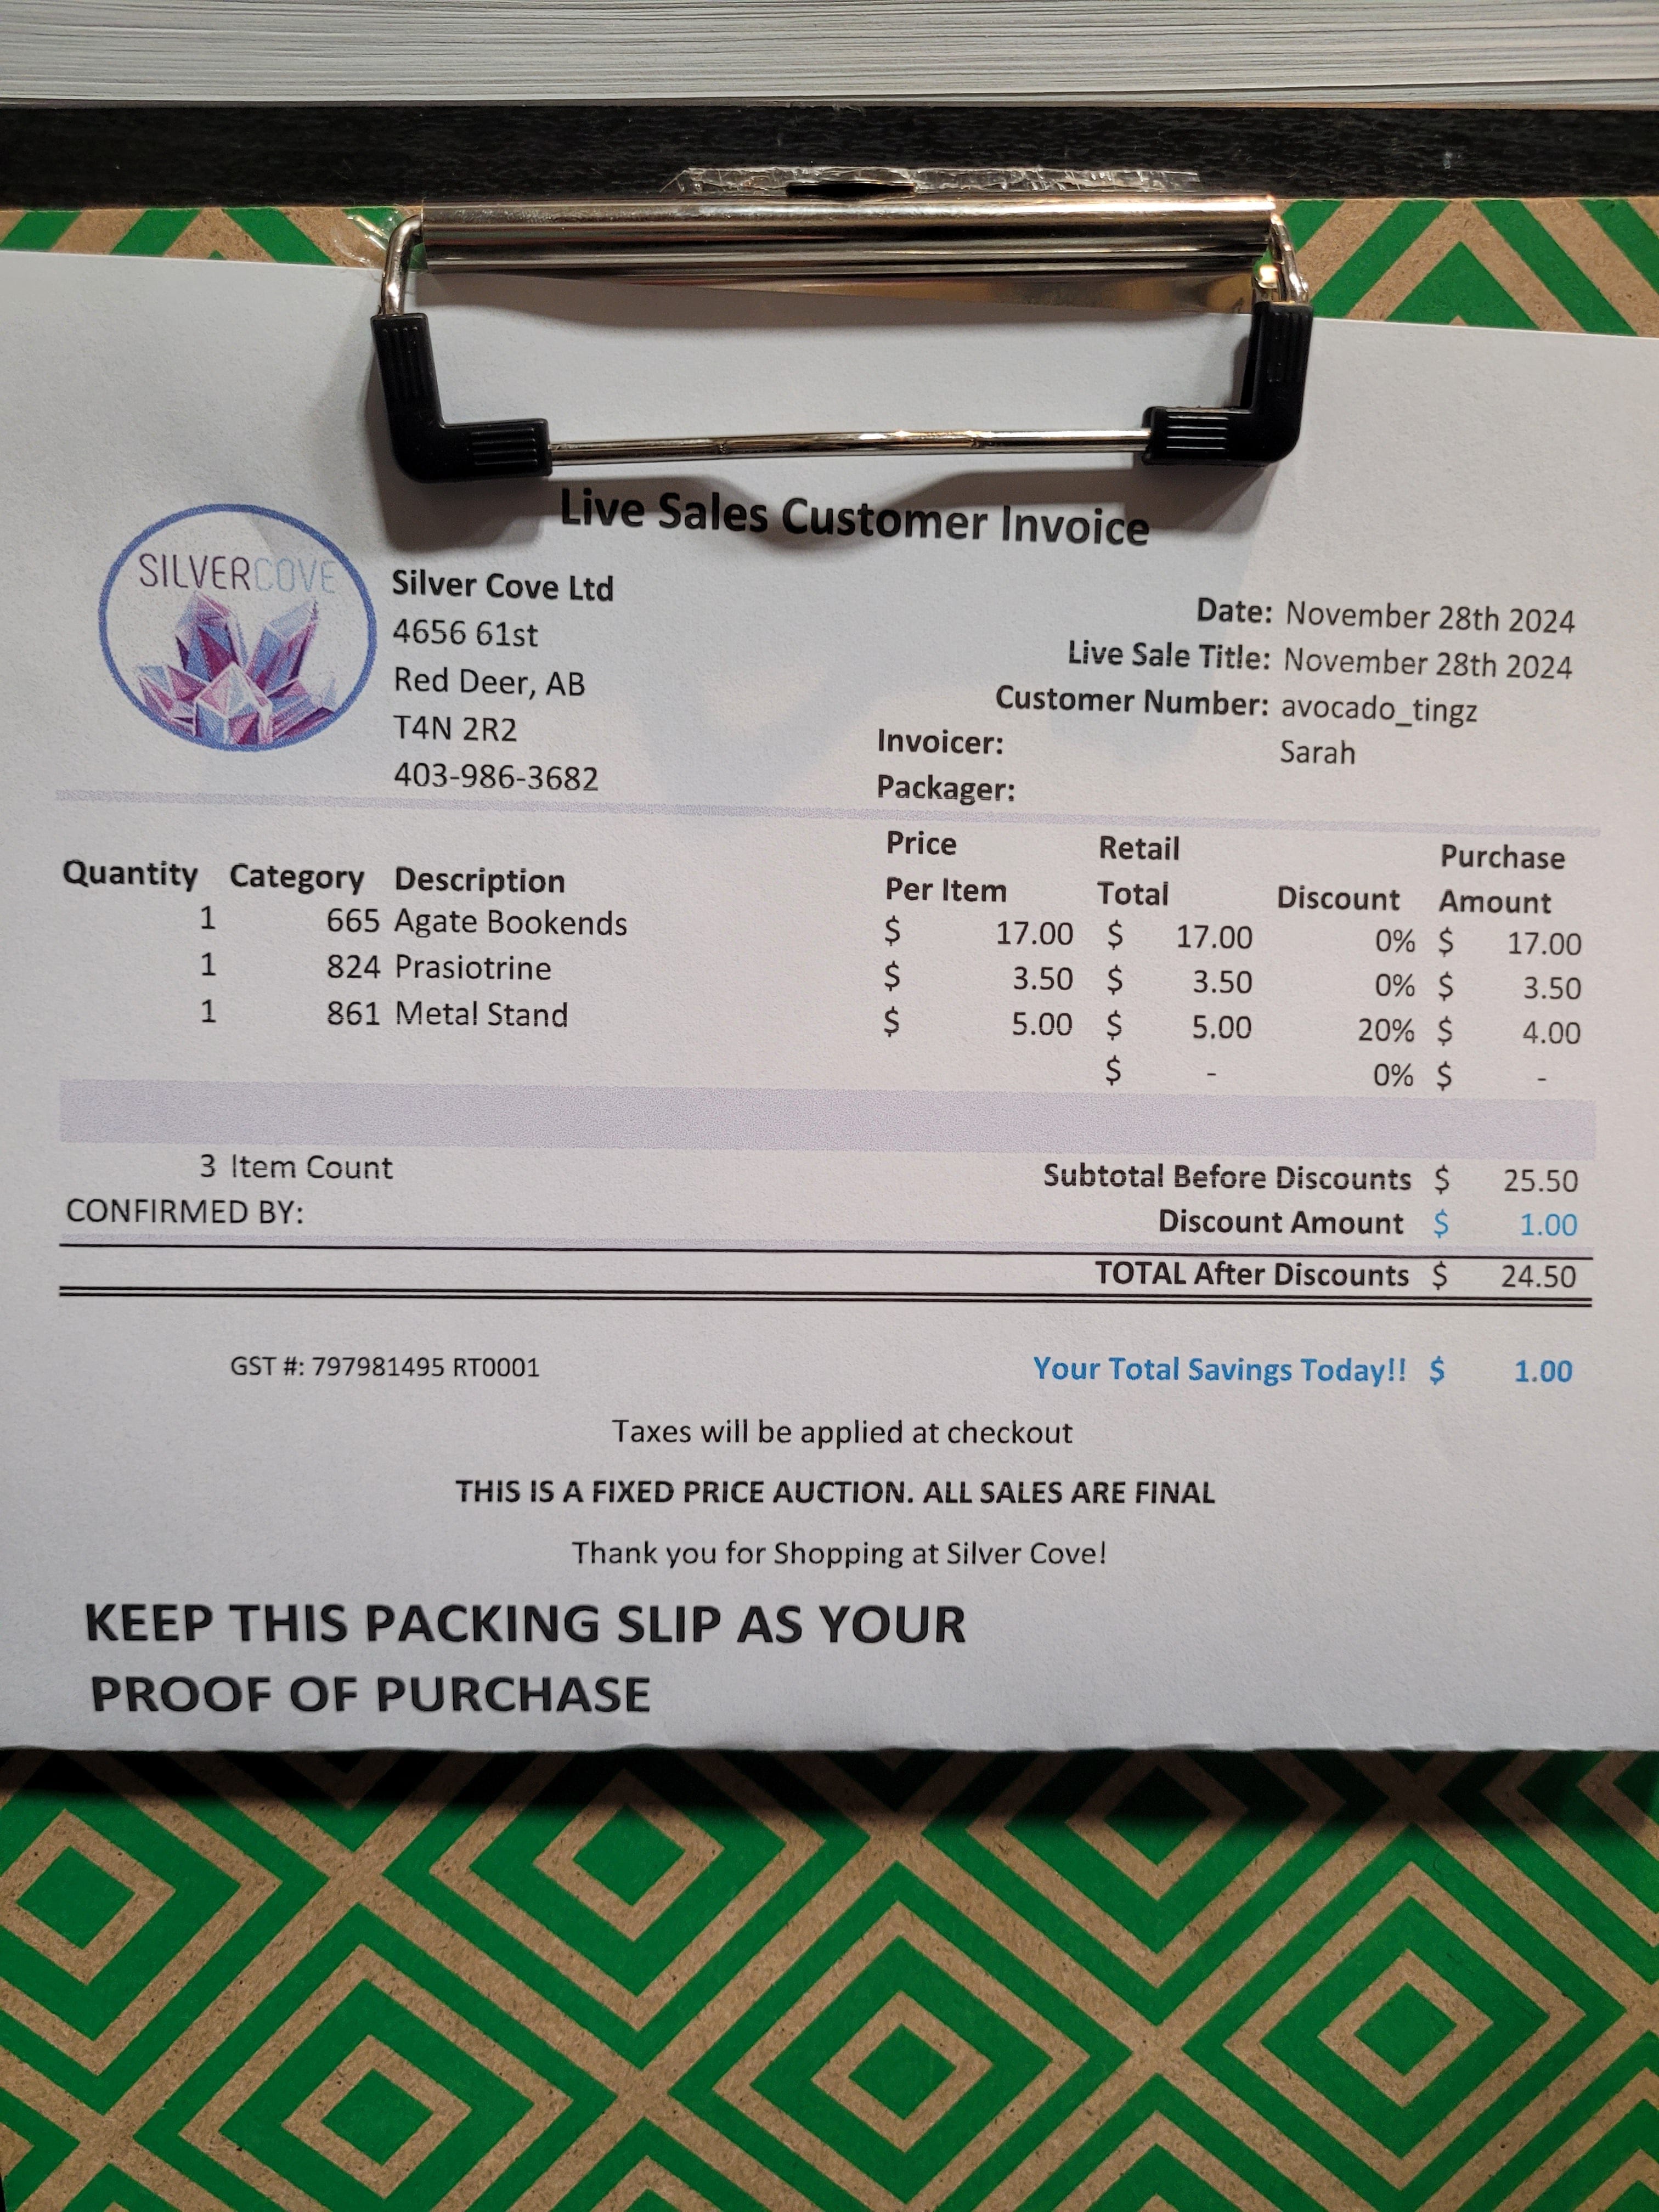 Live Sales Customer Invoice
SILVERCOVE
Silver Cove Ltd
4656 61st
Red Deer, AB
T4N 2R2
403-986-3682
Date: November 28th 2024
Live Sale Title: November 28th 2024
Customer Number: avocado_tingz
Invoicer: Sarah
Packager:
Quantity Category Description Price Per Item Retail Total Discount Purchase Amount
1 665 Agate Bookends $ 17.00 $ 17.00 0% $ 17.00
1 824 Prasiotrine $ 3.50 $ 3.50 0% $ 3.50
1 861 Metal Stand $ 5.00 $ 5.00 20% $ 4.00
$ - 0% $ -
3 Item Count Subtotal Before Discounts $ 25.50
CONFIRMED BY: Discount Amount $ 1.00
TOTAL After Discounts $ 24.50
GST #: 797981495 RT0001 Your Total Savings Today!! $ 1.00
Taxes will be applied at checkout
THIS IS A FIXED PRICE AUCTION. ALL SALES ARE FINAL
Thank you for Shopping at Silver Cove!
KEEP THIS PACKING SLIP AS YOUR
PROOF OF PURCHASE